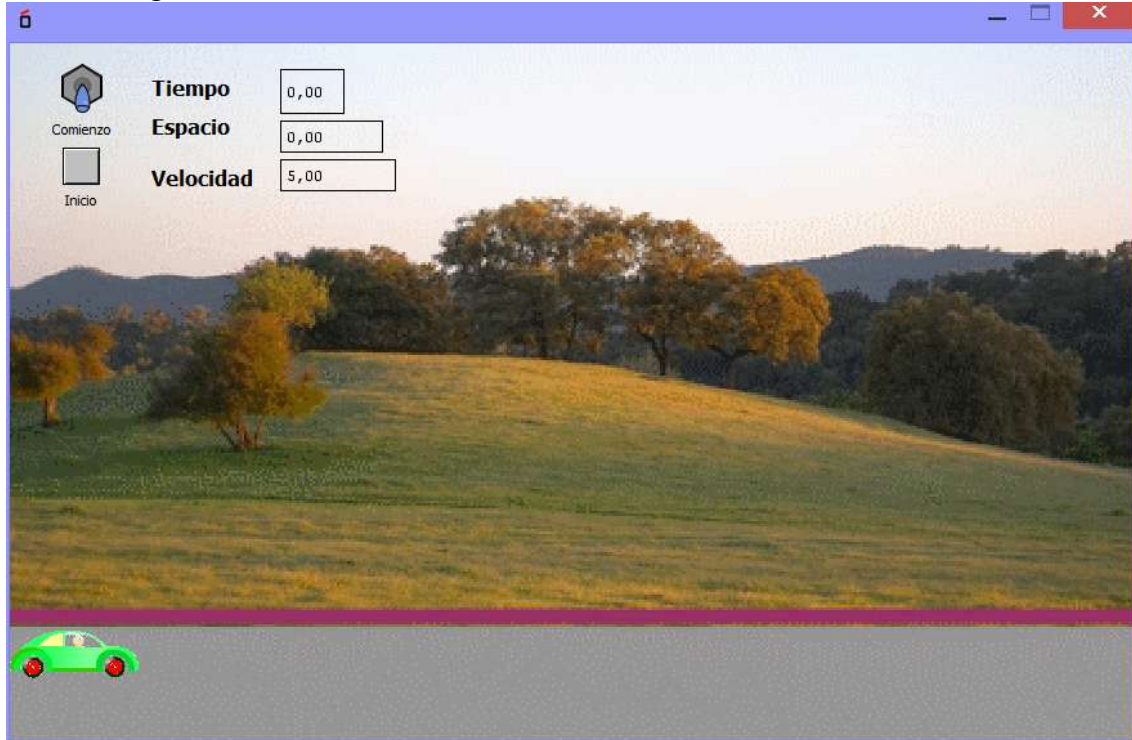 Tiempo 0,00
Comienzo
Espacio 0,00
Velocidad 5,00
Inicio